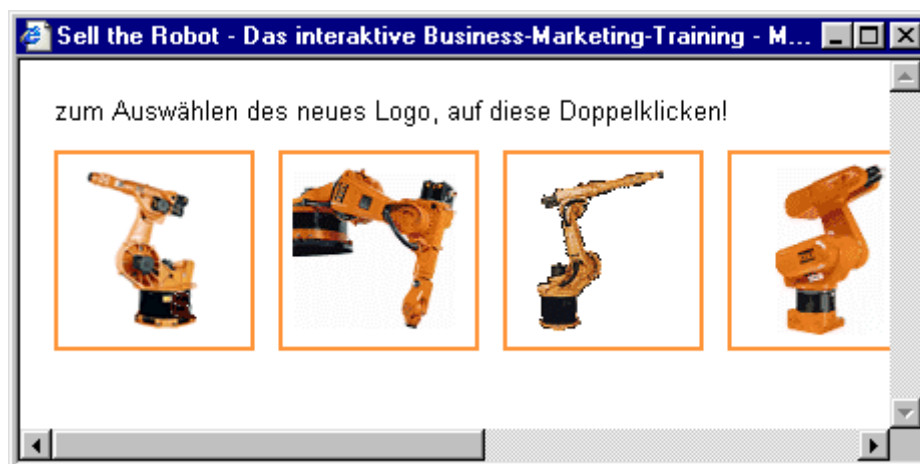 Sell the Robot - Das interaktive Business-Marketing-Training - M...
zum Auswählen des neues Logo, auf diese Doppelklicken!